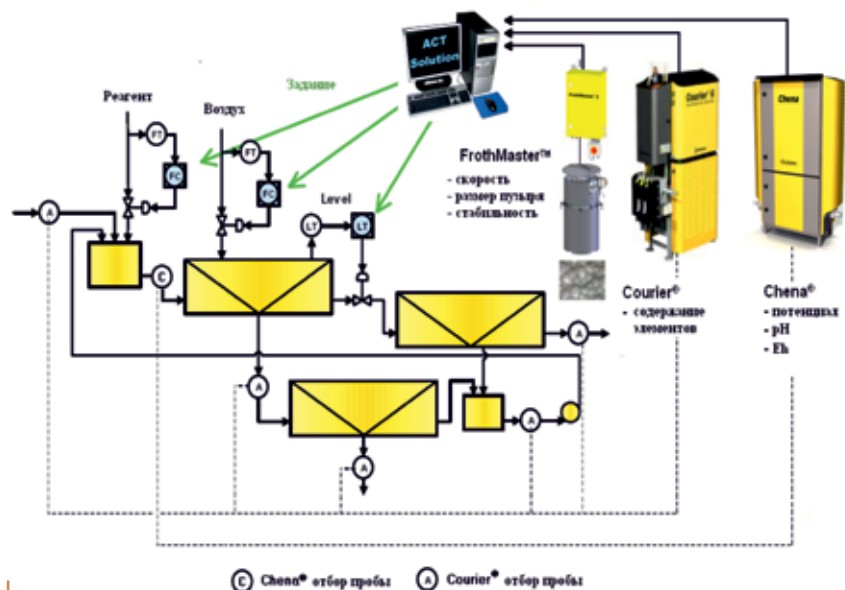 ACT
Solution
Задание
Реагент
Воздух
FT
FC
FT
FC
Level
LT
LT
A
C
A
A
A
A
FrothMaster™
- скорость
- размер пузыря
- стабильность
Courier®
- содержание
элементов
Chena
Chena®
- потенциал
- pH
- Eh
C Chena® отбор пробы
A Courier® отбор пробы